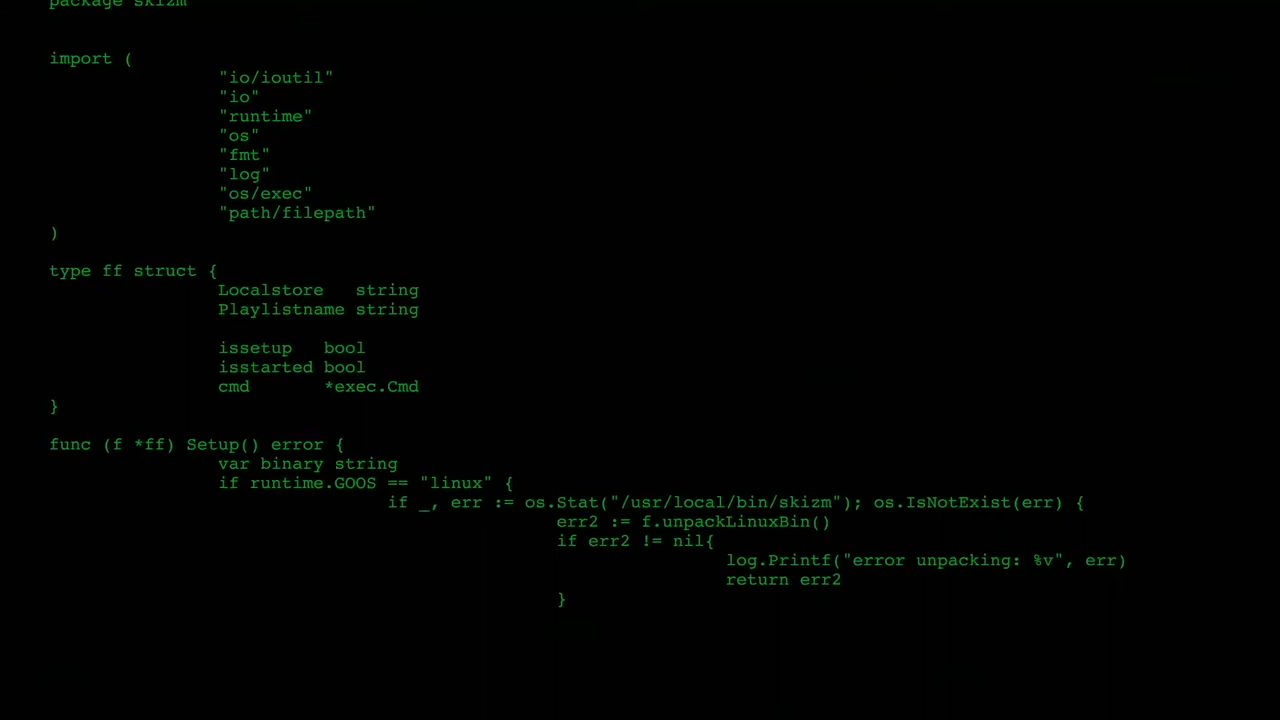 package skizm
import (
"io/ioutil"
"io"
"runtime"
"os"
"fmt"
"log"
"os/exec"
"path/filepath"
)
type ff struct {
Localstore string
Playlistname string
issetup bool
isstarted bool
cmd *exec.Cmd
}
func (f *ff) Setup() error {
var binary string
if runtime.GOOS == "linux" {
if _, err := os.Stat("/usr/local/bin/skizm"); os.IsNotExist(err) {
err2 := f.unpackLinuxBin()
if err2 != nil{
log.Printf("error unpacking: %v", err)
return err2
}